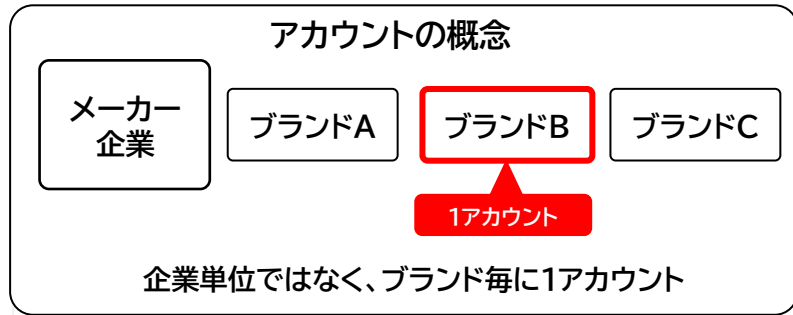 アカウントの概念
メーカー
企業
ブランドA
ブランドB
ブランドC
1アカウント
企業単位ではなく、ブランド毎に1アカウント